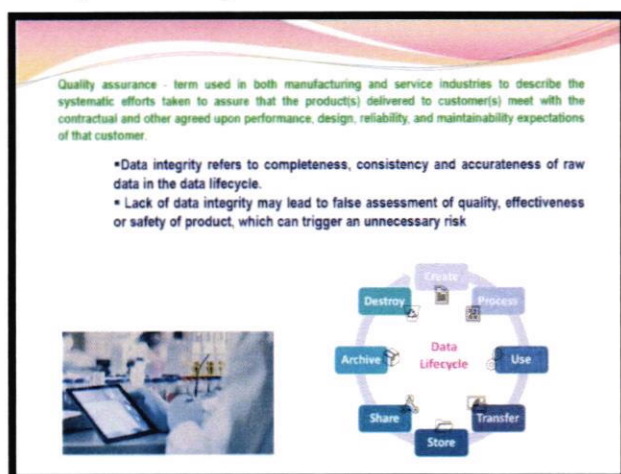 Quality assurance - term used in both manufacturing and service industries to describe the
systematic efforts taken to assure that the product(s) delivered to customer(s) meet with the
contractual and other agreed upon performance, design, reliability, and maintainability expectations
of that customer.
▪Data integrity refers to completeness, consistency and accurateness of raw
data in the data lifecycle.
▪ Lack of data integrity may lead to false assessment of quality, effectiveness
or safety of product, which can trigger an unnecessary risk
Create
Process
Use
Transfer
Store
Share
Archive
Destroy
Data
Lifecycle